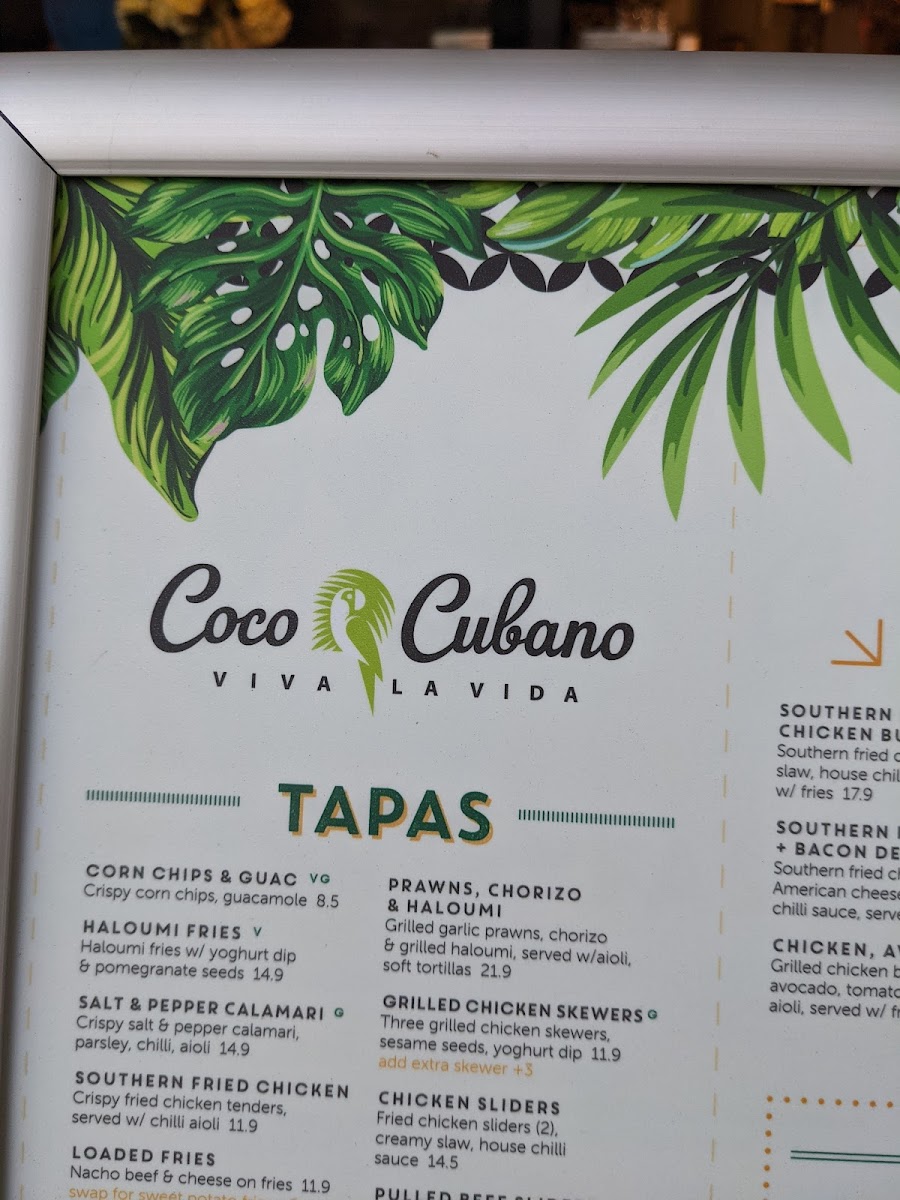 Coco Cubano
VIVA LA VIDA
TAPAS
CORN CHIPS & GUAC VG
Crispy corn chips, guacamole 8.5
HALOUMI FRIES V
Haloumi fries w/ yoghurt dip
& pomegranate seeds 14.9
SALT & PEPPER CALAMARI G
Crispy salt & pepper calamari,
parsley, chilli, aioli 14.9
SOUTHERN FRIED CHICKEN
Crispy fried chicken tenders,
served w/ chilli aioli 11.9
LOADED FRIES
Nacho beef & cheese on fries 11.9
swap for sweet potato
PRAWNS, CHORIZO
& HALOUMI
Grilled garlic prawns, chorizo
& grilled haloumi, served w/aioli,
soft tortillas 21.9
GRILLED CHICKEN SKEWERS G
Three grilled chicken skewers,
sesame seeds, yoghurt dip 11.9
add extra skewer +3
CHICKEN SLIDERS
Fried chicken sliders (2),
creamy slaw, house chilli
sauce 14.5
PULLED BEEF
SOUTHERN
CHICKEN
Southern fried
slaw, house
w/ fries 17.9
SOUTHERN
+ BACON
Southern fried
American
chilli sauce,
CHICKEN,
Grilled chicken
avocado,
aioli, served w/